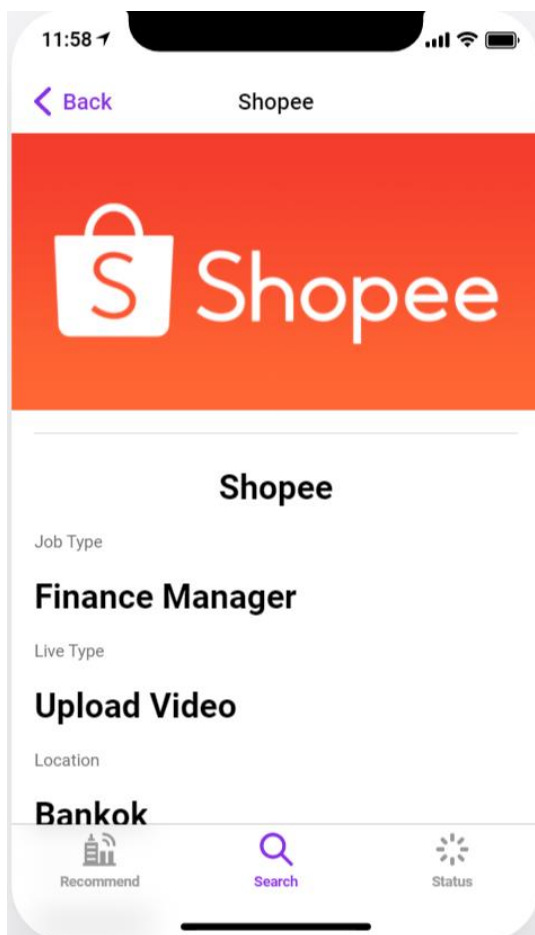 11:58
Back
Shopee
S Shopee
Shopee
Job Type
Finance Manager
Live Type
Upload Video
Location
Bankok
Recommend
Search
Status